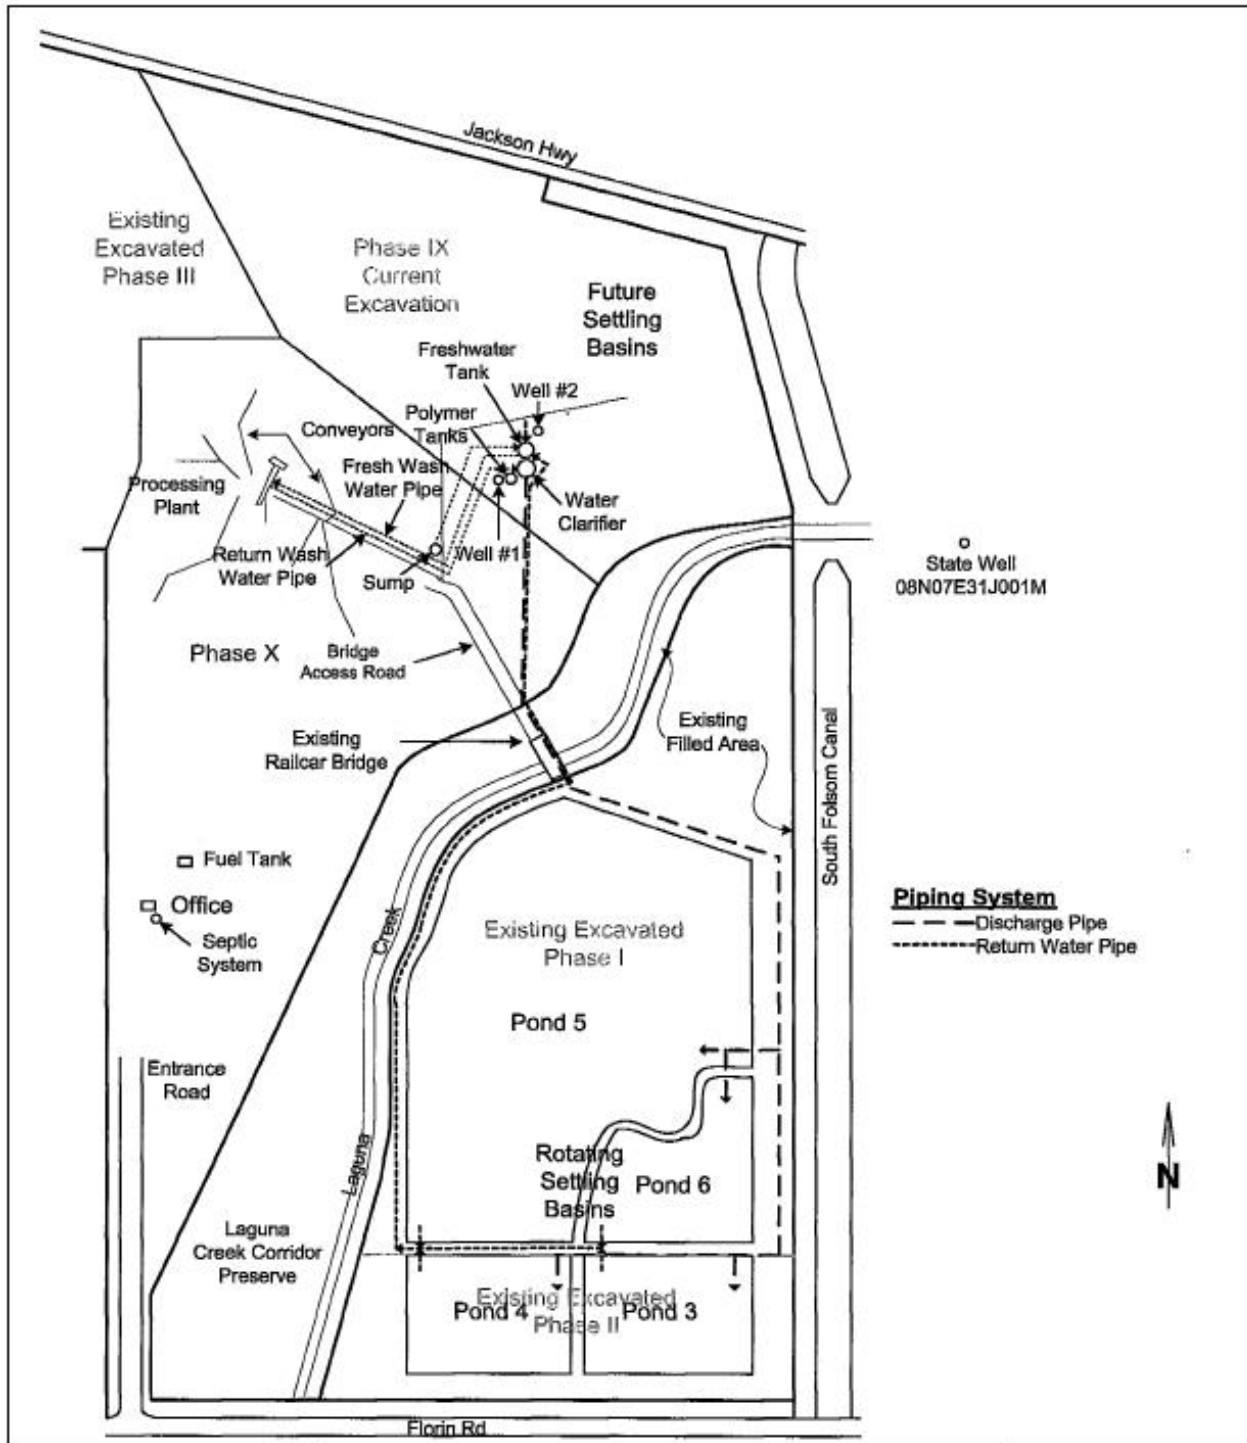 Jackson Hwy
Existing
Excavated
Phase III
Phase IX
Current
Excavation
Future
Settling
Basins
Freshwater
Tank
Well #2
Polymer
Tanks
Conveyors
Fresh Wash
Water Pipe
Processing
Plant
Water
Clarifier
Return Wash
Water Pipe
Sump
Well #1
State Well
08N07E31J001M
Phase X
Bridge
Access Road
Existing
Railcar Bridge
Existing
Filled Area
South Folsom Canal
Fuel Tank
Office
Septic
System
Creek
Existing Excavated
Phase I
Pond 5
Piping System
Discharge Pipe
Return Water Pipe
Entrance
Road
Laguna
Rotating
Settling
Basins
Pond 6
N
Laguna
Creek Corridor
Preserve
Existing Excavated
Phase II
Pond 4
Pond 3
Florin Rd